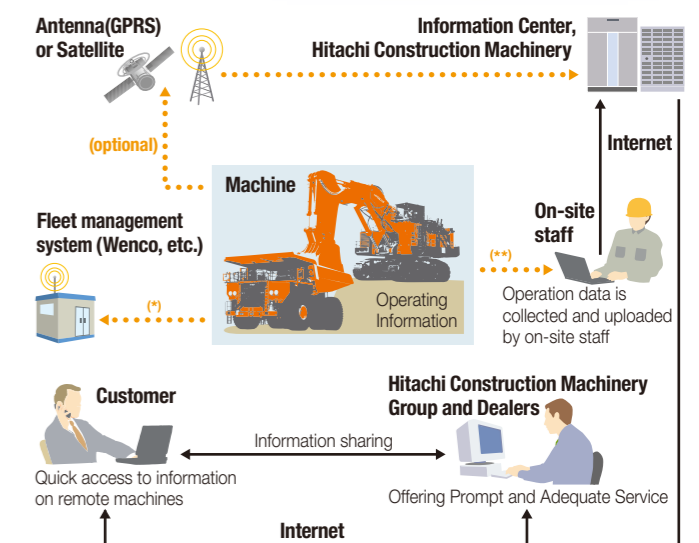 Antenna(GPRS)
or Satellite
Information Center,
Hitachi Construction Machinery
(optional)
Internet
Machine
Fleet management
system (Wenco, etc.)
On-site
staff
(*)
(**)
Operating
Information
Operation data is
collected and uploaded
by on-site staff
Customer
Hitachi Construction Machinery
Group and Dealers
Information sharing
Quick access to information
on remote machines
Offering Prompt and Adequate Service
Internet